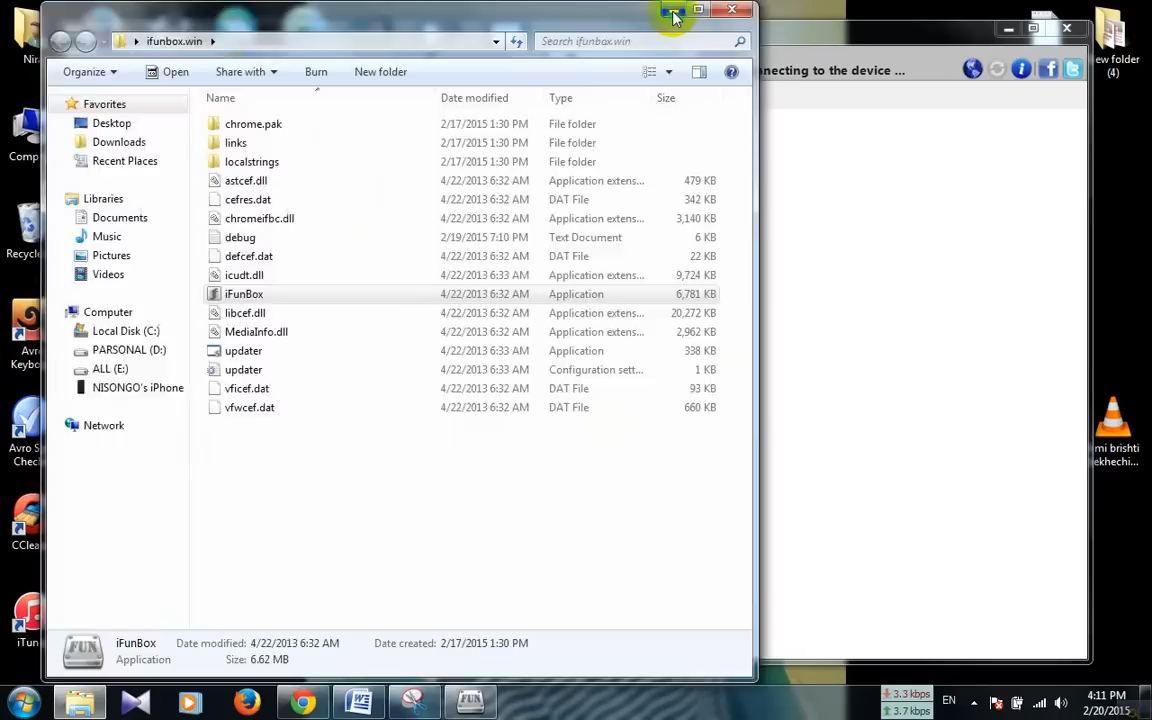 ifunbox.win
Search ifunbox.win
Organize Open Share with Burn New folder
nnecting to the device ...
Name Date modified Type Size
Favorites
Desktop
Downloads
Recent Places
Libraries
Documents
Music
Pictures
Videos
Computer
Local Disk (C:)
PARSONAL (D:)
ALL (E:)
NISONGO's iPhone
Network
chrome.pak 2/17/2015 1:30 PM File folder
links 2/17/2015 1:30 PM File folder
localstrings 2/17/2015 1:30 PM File folder
astcef.dll 4/22/2013 6:32 AM Application extens... 479 KB
cefres.dat 4/22/2013 6:32 AM DAT File 342 KB
chromeifbc.dll 4/22/2013 6:32 AM Application extens... 3,140 KB
debug 2/19/2015 7:10 PM Text Document 6 KB
defcef.dat 4/22/2013 6:32 AM DAT File 22 KB
icudt.dll 4/22/2013 6:33 AM Application extens... 9,724 KB
iFunBox 4/22/2013 6:32 AM Application 6,781 KB
libcef.dll 4/22/2013 6:32 AM Application extens... 20,272 KB
MediaInfo.dll 4/22/2013 6:32 AM Application extens... 2,962 KB
updater 4/22/2013 6:33 AM Application 338 KB
updater 4/22/2013 6:33 AM Configuration sett... 1 KB
vficef.dat 4/22/2013 6:32 AM DAT File 93 KB
vfwcef.dat 4/22/2013 6:32 AM DAT File 660 KB
FUN
iFunBox Date modified: 4/22/2013 6:32 AM Date created: 2/17/2015 1:30 PM
Application Size: 6.62 MB
Nira
Comp
Recycl
Avr
Keybo
Avro S
Chec
CClea
iTun
ew folder
(4)
mi brishti
ekhechi...
FUN
3.3 kbps
3.7 kbps
EN
4:11 PM
2/20/2015